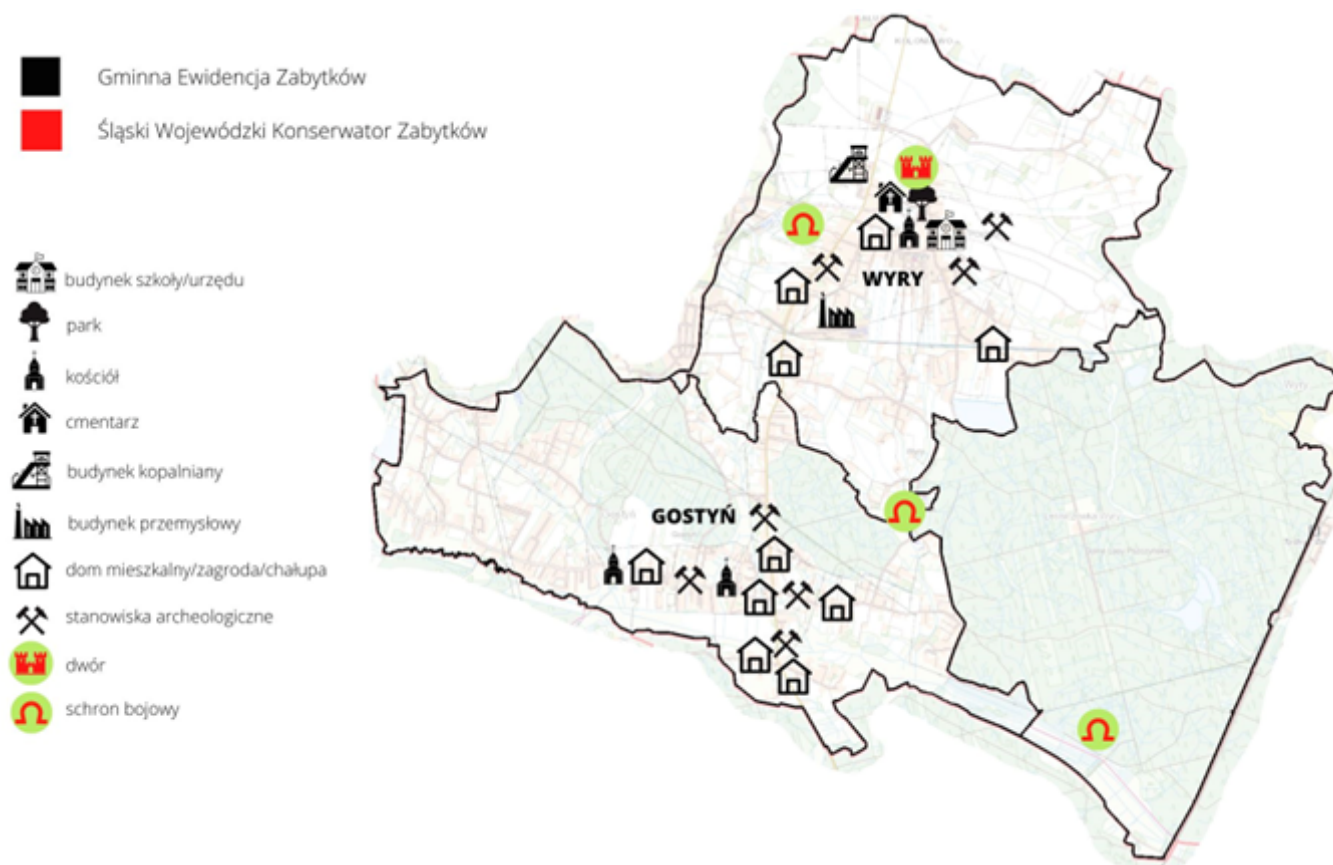 Gminna Ewidencja Zabytków
Śląski Wojewódzki Konserwator Zabytków
budynek szkoły/urzędu
park
kościół
cmentarz
budynek kopalniany
budynek przemysłowy
dom mieszkalny/zagroda/chałupa
stanowiska archeologiczne
dwór
schron bojowy
WYRY
GOSTYŃ